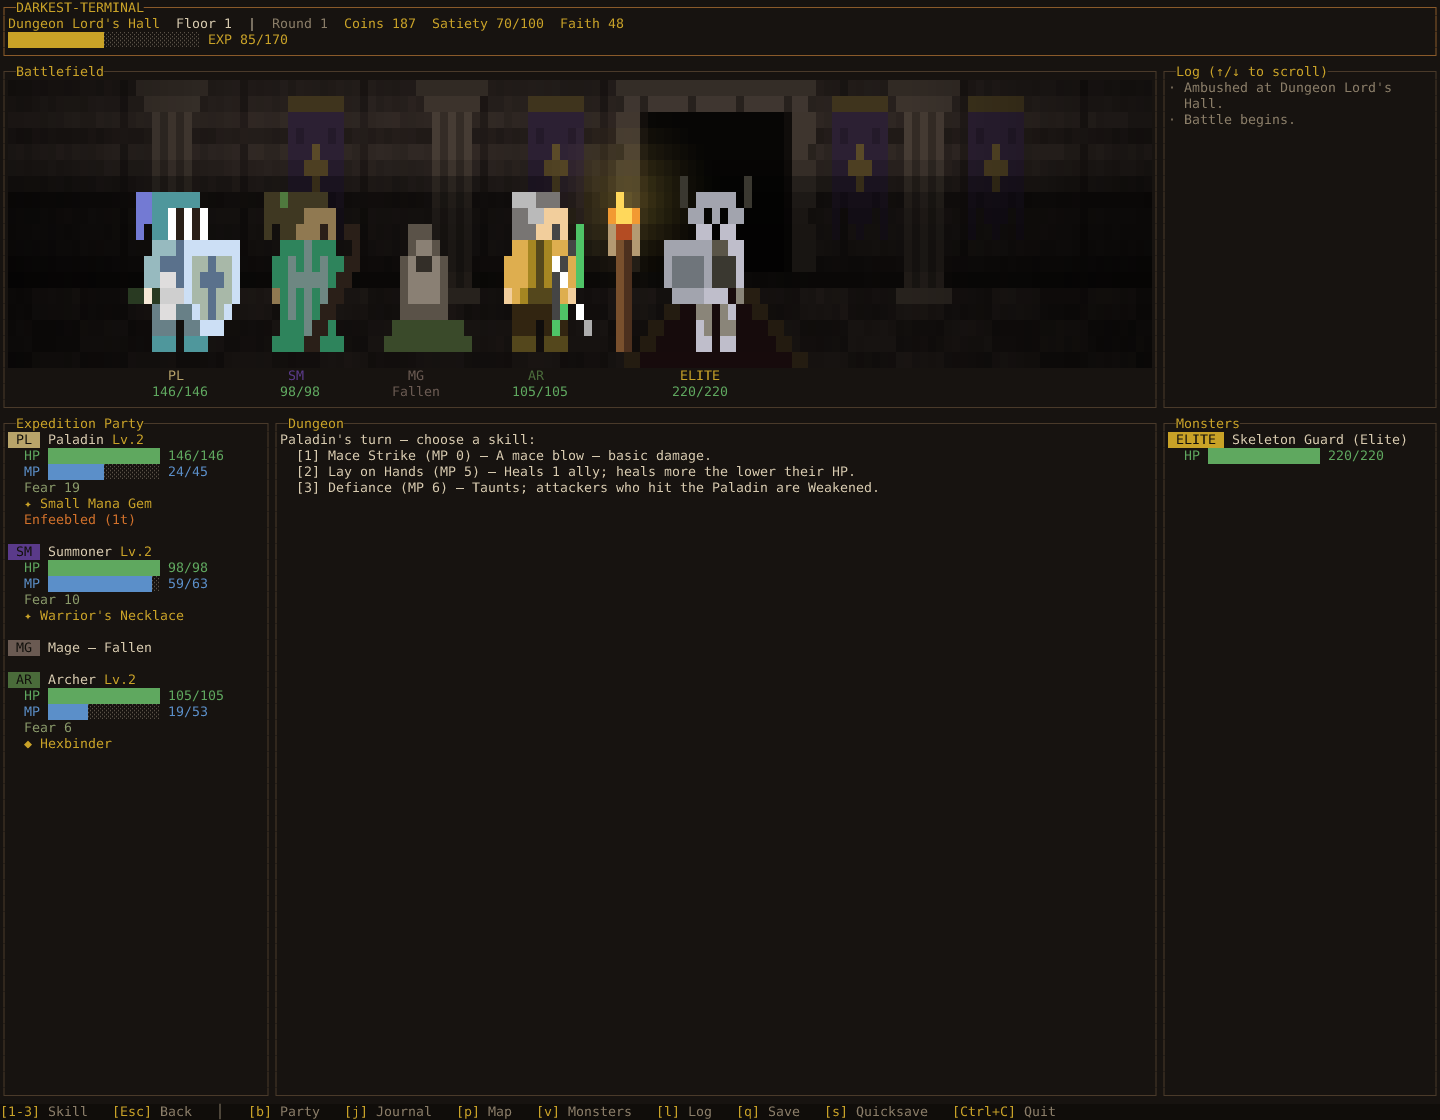 DARKEST-TERMINAL
Dungeon Lord's Hall  Floor 1  |  Round 1  Coins 187  Satiety 70/100  Faith 48
EXP 85/170
Battlefield
PL SM MG AR ELITE
146/146 98/98 Fallen 105/105 220/220
Log (↑/↓ to scroll)
· Ambushed at Dungeon Lord's
Hall.
· Battle begins.
Expedition Party
PL Paladin Lv.2
HP 146/146
MP 24/45
Fear 19
✦ Small Mana Gem
Enfeebled (1t)
SM Summoner Lv.2
HP 98/98
MP 59/63
Fear 10
✦ Warrior's Necklace
MG Mage — Fallen
AR Archer Lv.2
HP 105/105
MP 19/53
Fear 6
◆ Hexbinder
Dungeon
Paladin's turn — choose a skill:
[1] Mace Strike (MP 0) — A mace blow — basic damage.
[2] Lay on Hands (MP 5) — Heals 1 ally; heals more the lower their HP.
[3] Defiance (MP 6) — Taunts; attackers who hit the Paladin are Weakened.
Monsters
ELITE Skeleton Guard (Elite)
HP 220/220
[1-3] Skill  [Esc] Back  |  [b] Party  [j] Journal  [p] Map  [v] Monsters  [l] Log  [q] Save  [s] Quicksave  [Ctrl+C] Quit